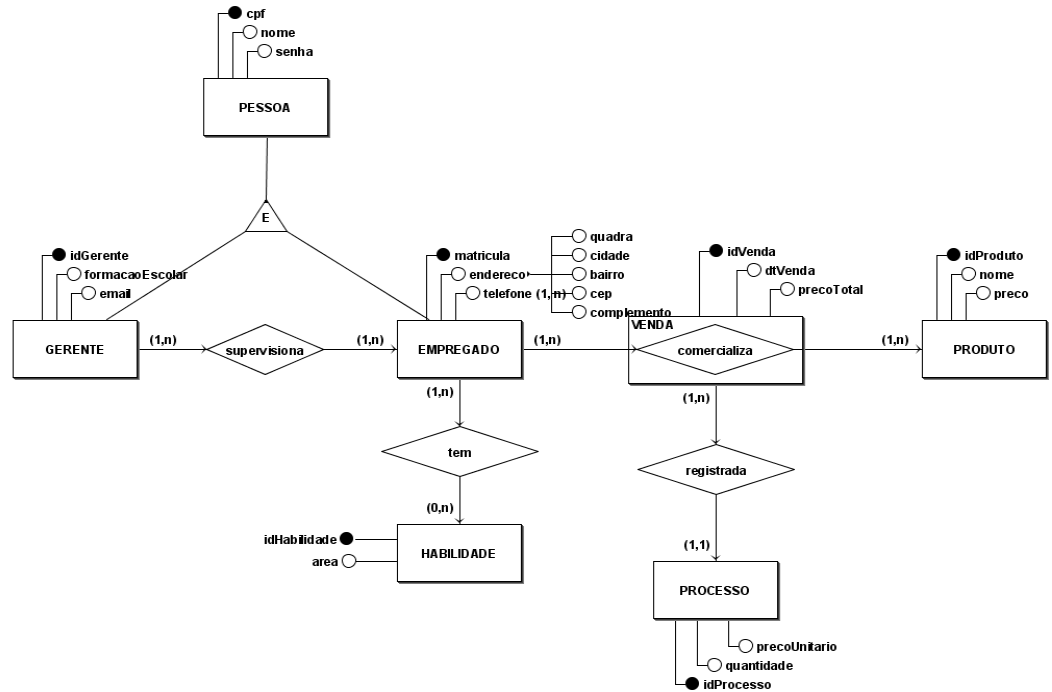 cpf
nome
senha
PESSOA
E
idGerente
formacaoEscolar
email
GERENTE
(1,n)
supervisiona
(1,n)
matricula
endereco
telefone (1,n)
quadra
cidade
bairro
cep
complemento
EMPREGADO
(1,n)
idVenda
dtVenda
precoTotal
VENDA
comercializa
(1,n)
idProduto
nome
preco
PRODUTO
(1,n)
tem
(0,n)
idHabilidade
area
HABILIDADE
(1,n)
registrada
(1,1)
PROCESSO
precoUnitario
quantidade
idProcesso